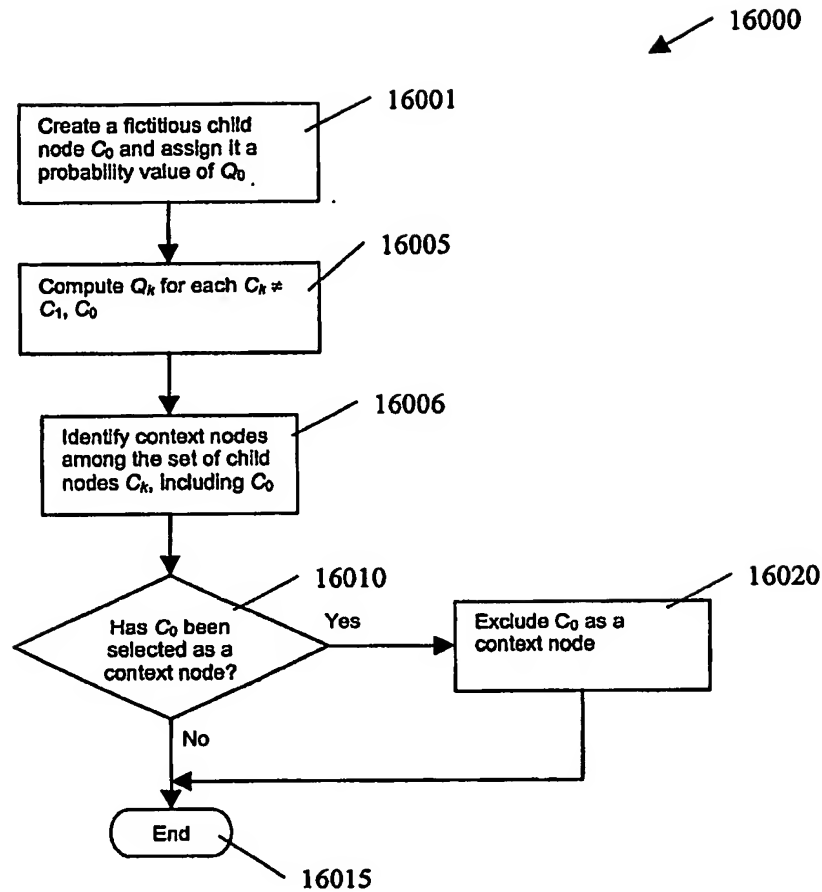 16000
16001
Create a fictitious child
node C₀ and assign it a
probability value of Q₀ .
16005
Compute Qₖ for each Cₖ ≠
C₁, C₀
16006
Identify context nodes
among the set of child
nodes Cₖ, including C₀
16010
Has C₀ been
selected as a
context node?
Yes
16020
Exclude C₀ as a
context node
No
End
16015